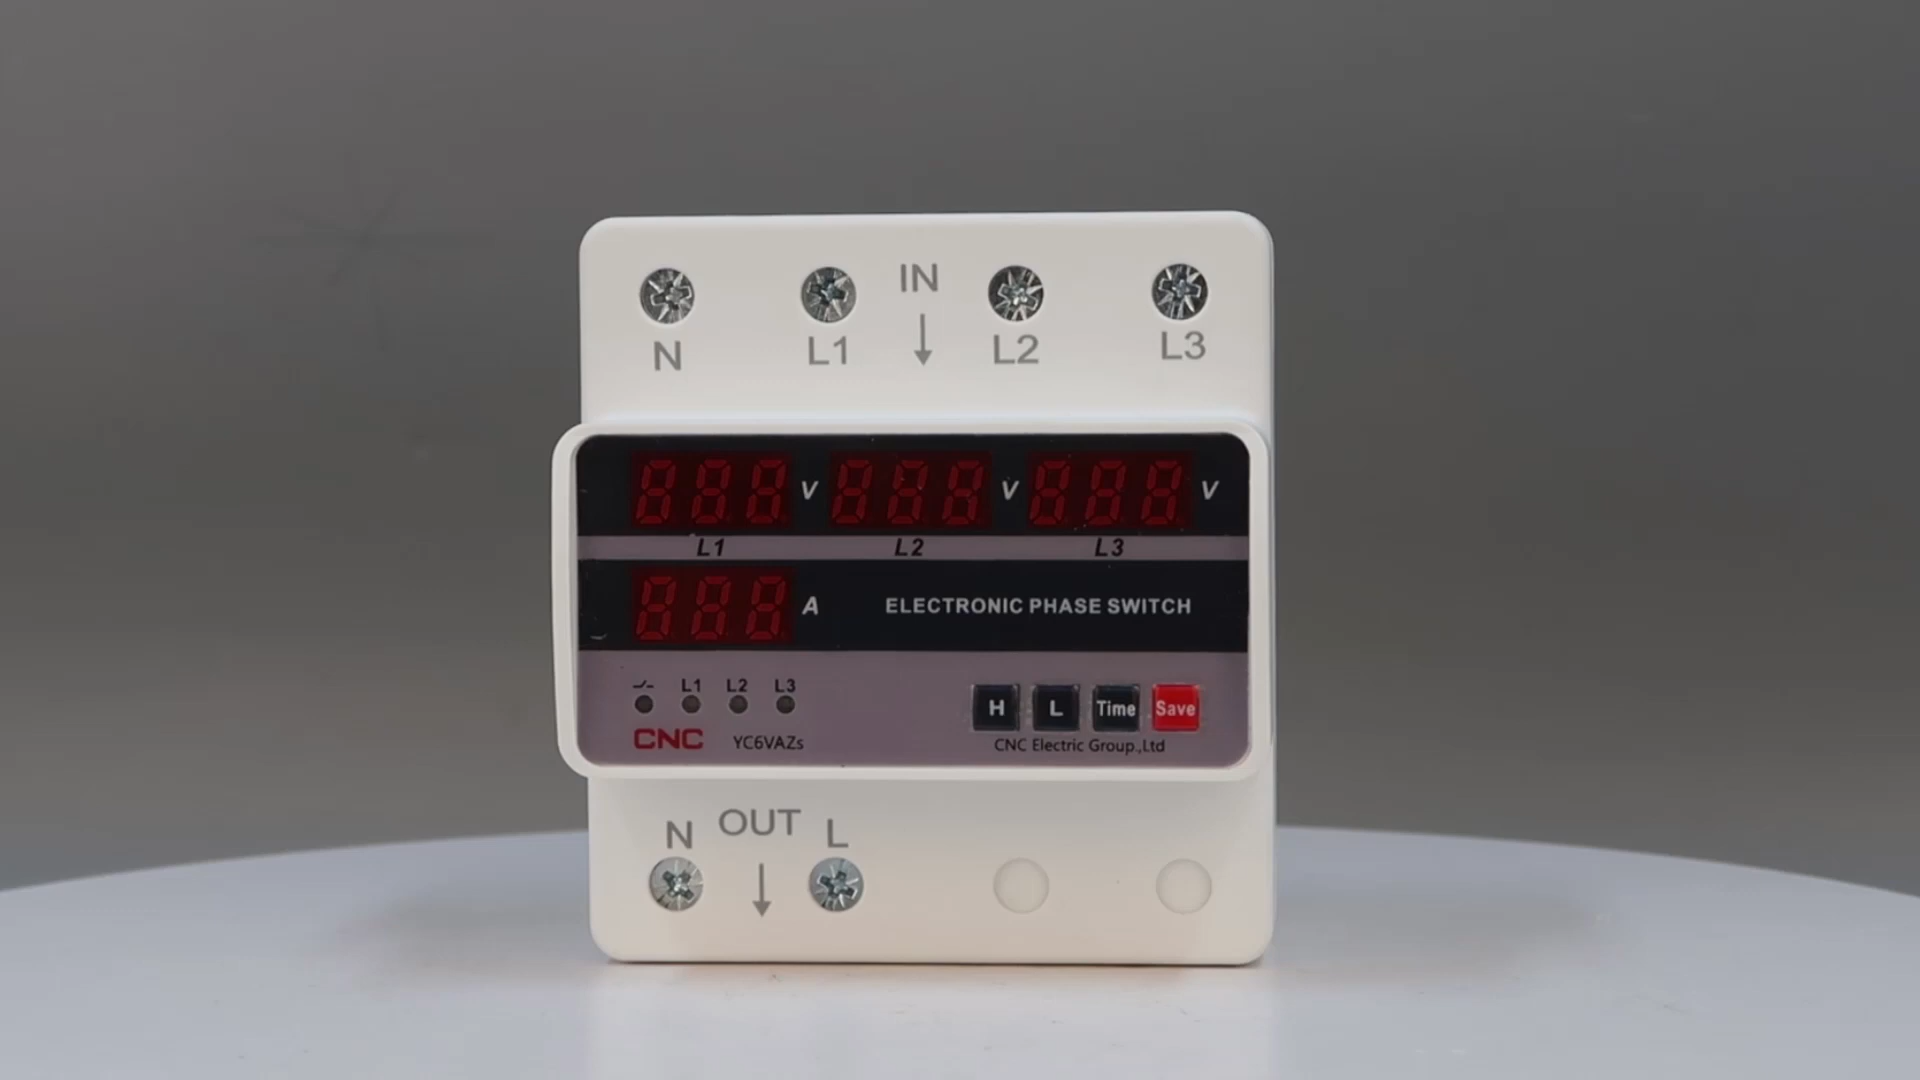 IN
N L1 L2 L3
V V V
L1 L2 L3
A ELECTRONIC PHASE SWITCH
L1 L2 L3
H L Time Save
CNC YC6VAZs CNC Electric Group.,Ltd
N OUT L